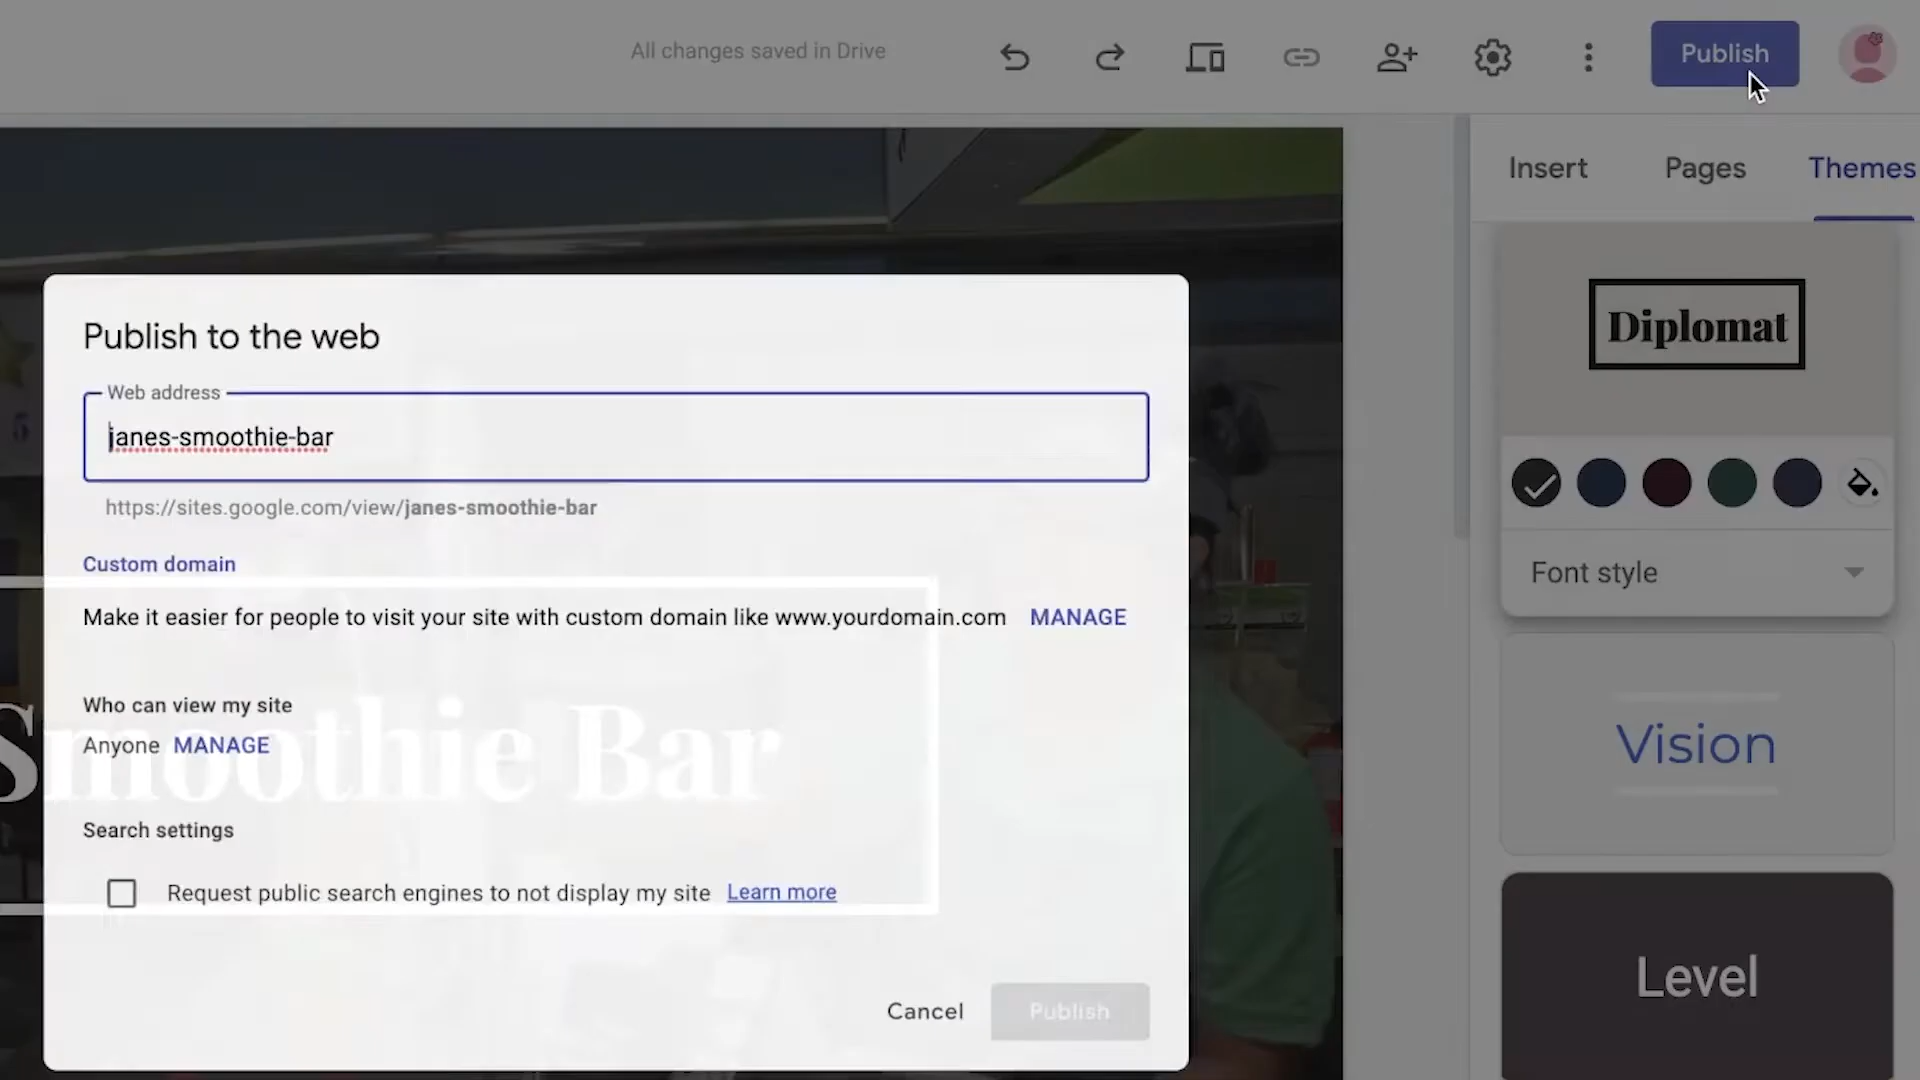 All changes saved in Drive
Publish
Insert
Pages
Themes
Diplomat
Font style
Vision
Level
Publish to the web
Web address
janes-smoothie-bar
https://sites.google.com/view/janes-smoothie-bar
Custom domain
Make it easier for people to visit your site with custom domain like www.yourdomain.com MANAGE
Who can view my site
Anyone MANAGE
Smoothie Bar
Search settings
Request public search engines to not display my site Learn more
Cancel
Publish